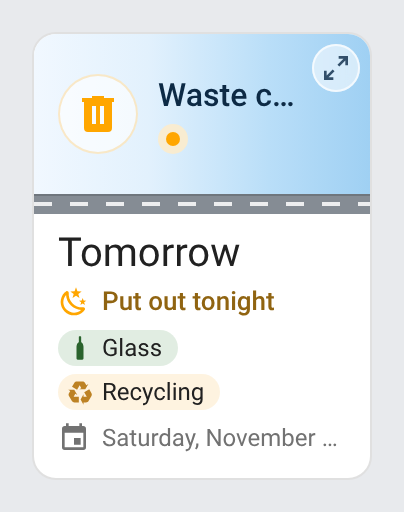 Waste c…
Tomorrow
Put out tonight
Glass
Recycling
Saturday, November …